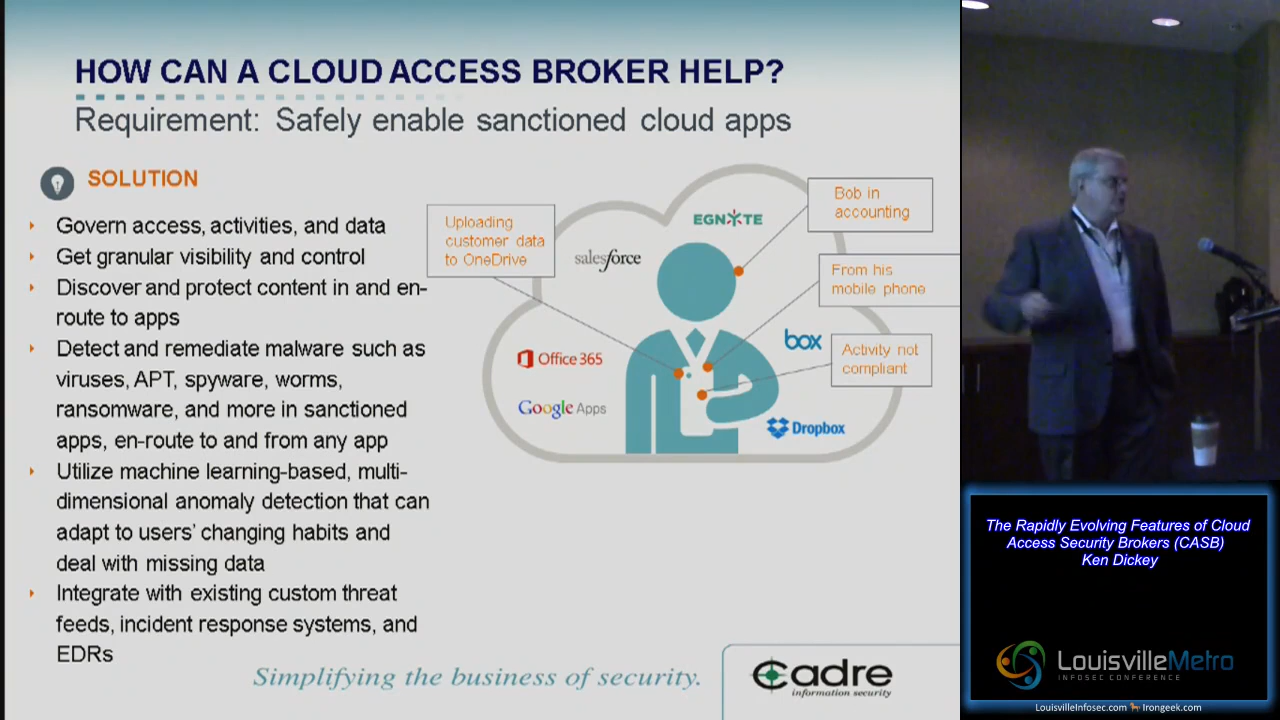 HOW CAN A CLOUD ACCESS BROKER HELP?
Requirement: Safely enable sanctioned cloud apps
SOLUTION
Govern access, activities, and data
Get granular visibility and control
Discover and protect content in and en-
route to apps
Detect and remediate malware such as
viruses, APT, spyware, worms,
ransomware, and more in sanctioned
apps, en-route to and from any app
Utilize machine learning-based, multi-
dimensional anomaly detection that can
adapt to users' changing habits and
deal with missing data
Integrate with existing custom threat
feeds, incident response systems, and
EDRs
Uploading
customer data
to OneDrive
EGNYTE
salesforce
Bob in
accounting
From his
mobile phone
box
Activity not
compliant
Office 365
Google Apps
Dropbox
Simplifying the business of security.
Cadre
information security
The Rapidly Evolving Features of Cloud
Access Security Brokers (CASB)
Ken Dickey
LouisvilleMetro
INFOSEC CONFERENCE
LouisvilleInfosec.com Irongeek.com